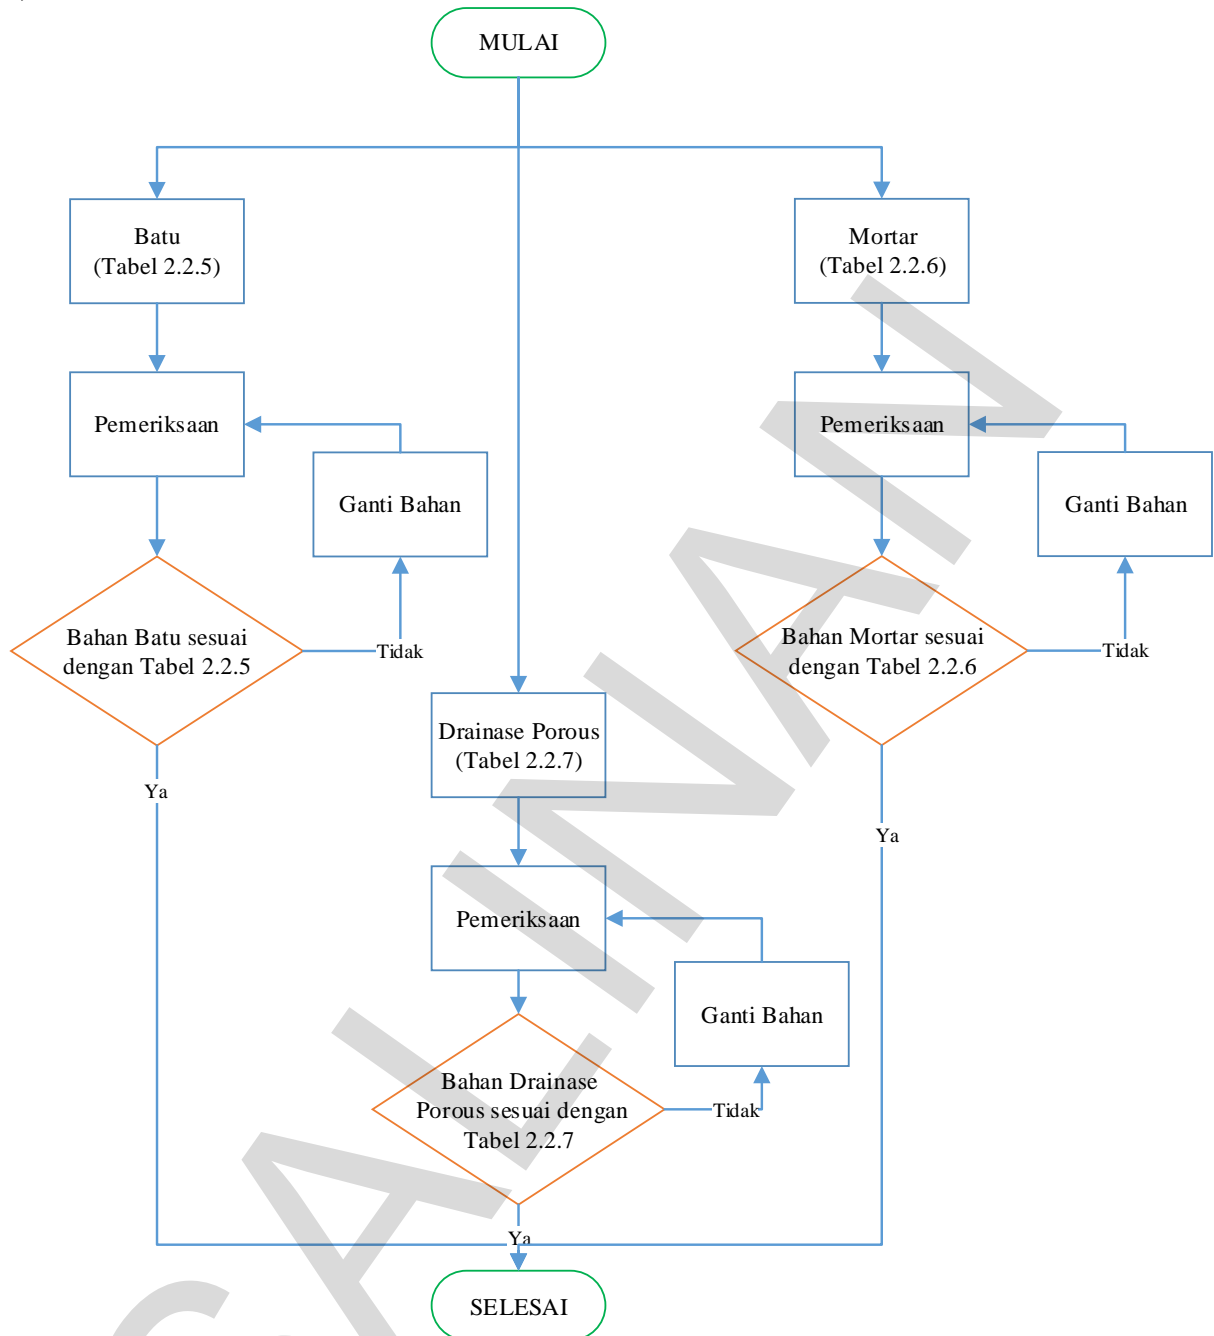 MULAI
Batu
(Tabel 2.2.5)
Mortar
(Tabel 2.2.6)
Pemeriksaan
Pemeriksaan
Ganti Bahan
Ganti Bahan
Bahan Batu sesuai
dengan Tabel 2.2.5
Tidak
Bahan Mortar sesuai
dengan Tabel 2.2.6
Tidak
Drainase Porous
(Tabel 2.2.7)
Ya
Ya
Pemeriksaan
Ganti Bahan
Bahan Drainase
Porous sesuai dengan
Tabel 2.2.7
Tidak
Ya
SELESAI
SALINAN